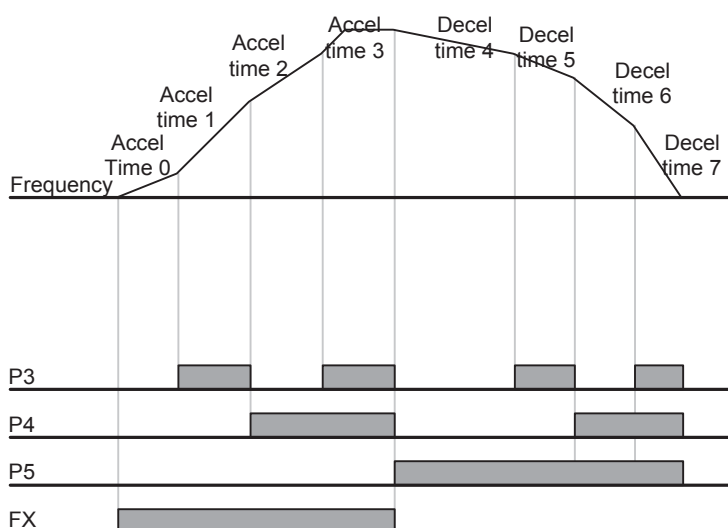 Accel
Time 0
Accel
time 1
Accel
time 2
Accel
time 3
Decel
time 4
Decel
time 5
Decel
time 6
Decel
time 7
Frequency
P3
P4
P5
FX